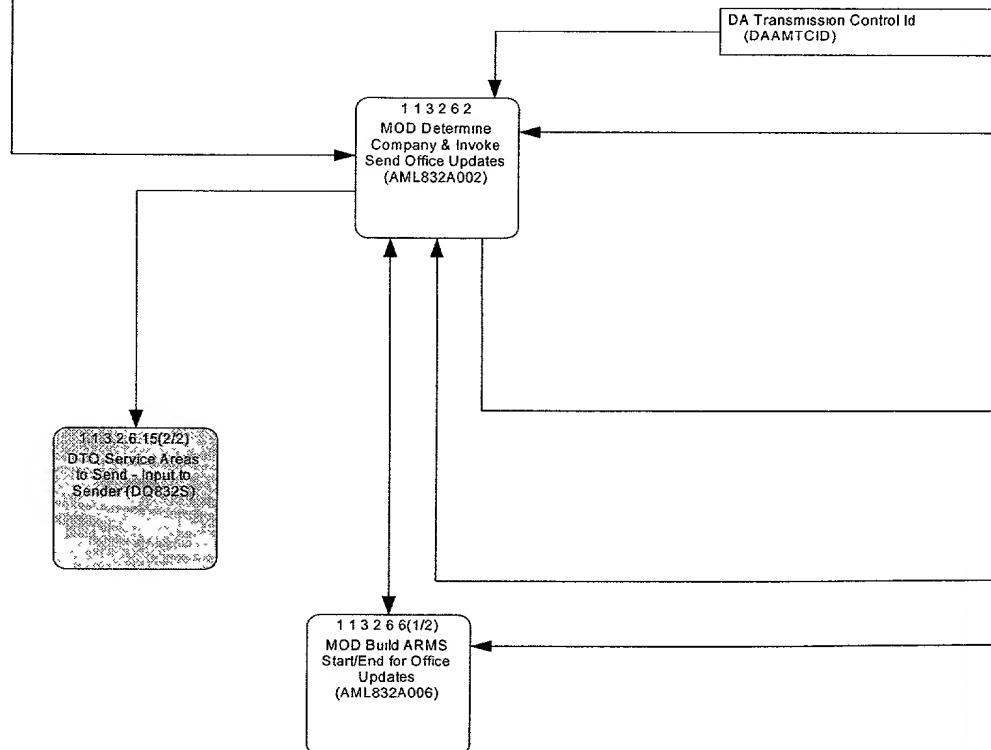 DA Transmission Control Id
(DAAMTCID)
1 1 3 2 6 2
MOD Determine
Company & Invoke
Send Office Updates
(AML832A002)
1.1.3.2.6.15(2/2)
DTQ Service Areas
to Send - Input to
Sender (DQ832S)
1 1 3 2 6 6(1/2)
MOD Build ARMS
Start/End for Office
Updates
(AML832A006)